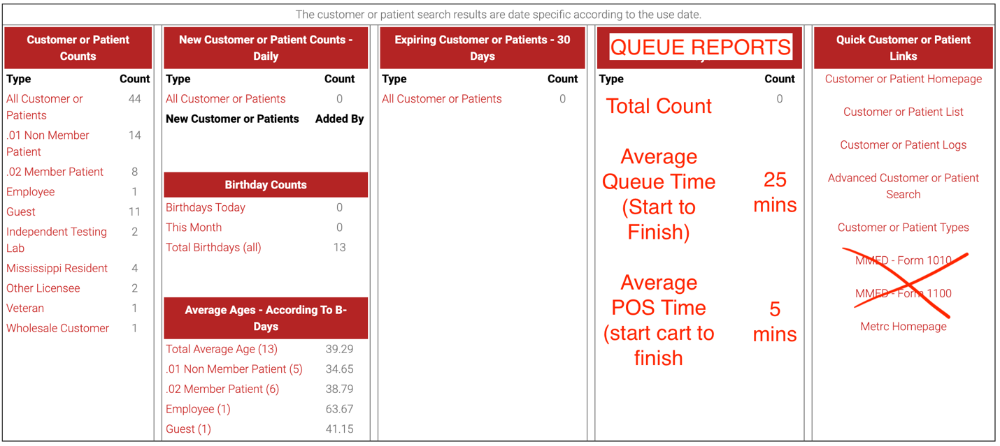 The customer or patient search results are date specific according to the use date.
Customer or Patient
Counts
Type Count
All Customer or 44
Patients
.01 Non Member 14
Patient
.02 Member Patient 8
Employee 1
Guest 11
Independent Testing 2
Lab
Mississippi Resident 4
Other Licensee 2
Veteran 1
Wholesale Customer 1
New Customer or Patient Counts -
Daily
Type Count
All Customer or Patients 0
New Customer or Patients Added By
Birthday Counts
Birthdays Today 0
This Month 0
Total Birthdays (all) 13
Average Ages - According To B-
Days
Total Average Age (13) 39.29
.01 Non Member Patient (5) 34.65
.02 Member Patient (6) 38.79
Employee (1) 63.67
Guest (1) 41.15
Expiring Customer or Patients - 30
Days
Type Count
All Customer or Patients 0
QUEUE REPORTS
Type Count
Total Count 0
Average
Queue Time 25
(Start to mins
Finish)
Average
POS Time 5
(start cart to mins
finish
Quick Customer or Patient
Links
Customer or Patient Homepage
Customer or Patient List
Customer or Patient Logs
Advanced Customer or Patient
Search
Customer or Patient Types
MMED - Form 1010
MMED - Form 1100
Metrc Homepage